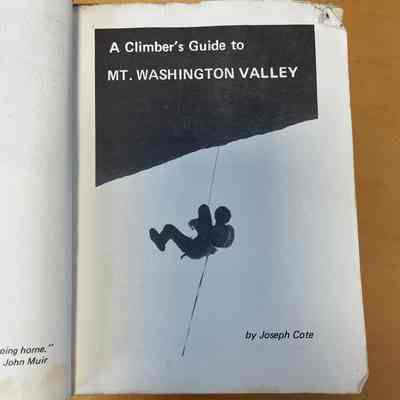 A Climber's Guide to
MT. WASHINGTON VALLEY
by Joseph Cote
oing home."
John Muir